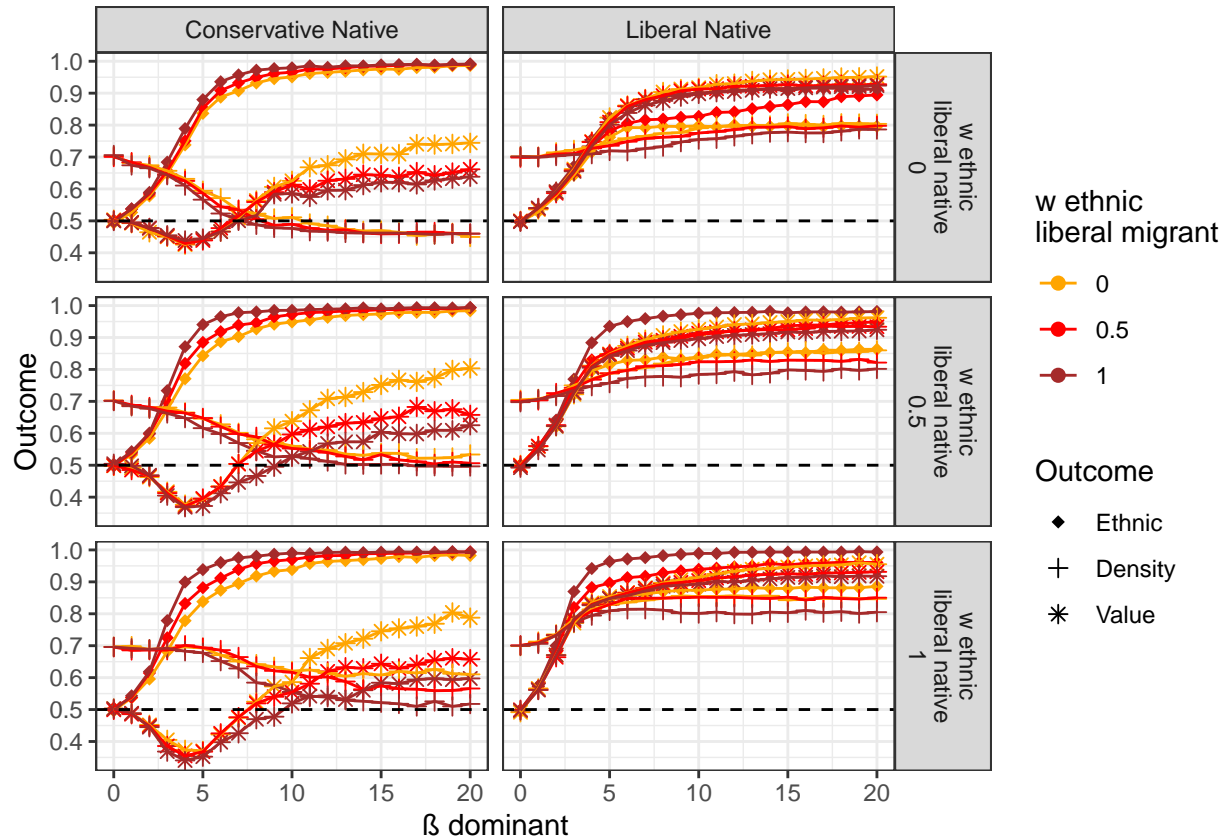 Conservative Native
Liberal Native
1.0
0.9
0.8
0.7
0.6
0.5
0.4
w ethnic
liberal native
0
1.0
0.9
0.8
0.7
0.6
0.5
0.4
w ethnic
liberal native
0.5
1.0
0.9
0.8
0.7
0.6
0.5
0.4
w ethnic
liberal native
1
0 5 10 15 20
0 5 10 15 20
Outcome
ß dominant
w ethnic
liberal migrant
0
0.5
1
Outcome
Ethnic
Density
Value